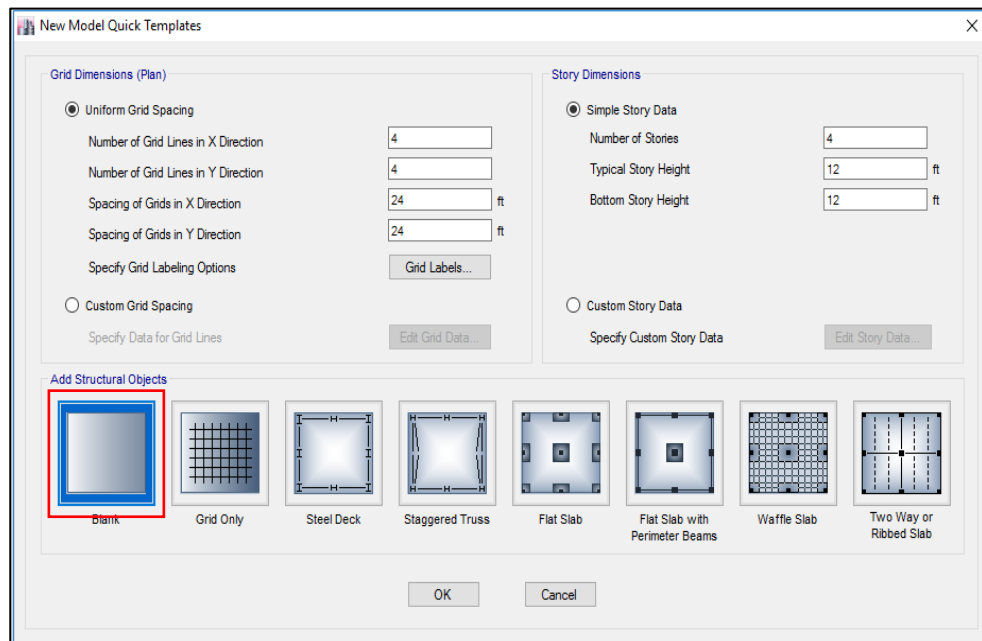 New Model Quick Templates
Grid Dimensions (Plan)
Uniform Grid Spacing
Number of Grid Lines in X Direction
4
Number of Grid Lines in Y Direction
4
Spacing of Grids in X Direction
24
ft
Spacing of Grids in Y Direction
24
ft
Specify Grid Labeling Options
Grid Labels...
Custom Grid Spacing
Specify Data for Grid Lines
Edit Grid Data...
Story Dimensions
Simple Story Data
Number of Stories
4
Typical Story Height
12
ft
Bottom Story Height
12
ft
Custom Story Data
Specify Custom Story Data
Edit Story Data...
Add Structural Objects
Blank
Grid Only
Steel Deck
Staggered Truss
Flat Slab
Flat Slab with
Perimeter Beams
Waffle Slab
Two Way or
Ribbed Slab
OK
Cancel